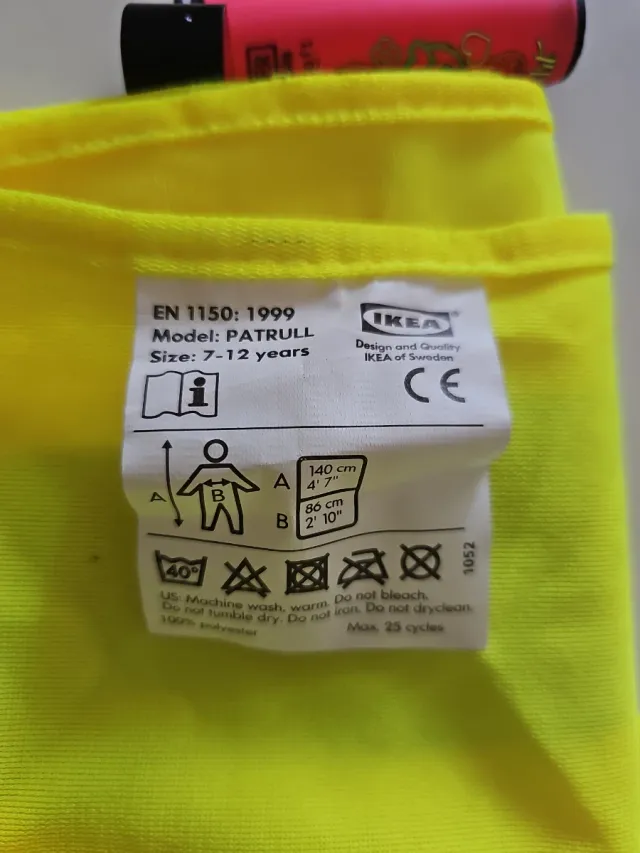 EN 1150: 1999
Model: PATRULL
Size: 7-12 years
IKEA®
Design and Quality
IKEA of Sweden
CE
i
A
B
A 140 cm
4' 7"
B 86 cm
2' 10"
40°
1052
US: Machine wash, warm. Do not bleach.
Do not tumble dry. Do not iron. Do not dryclean.
100% polyester
Max. 25 cycles